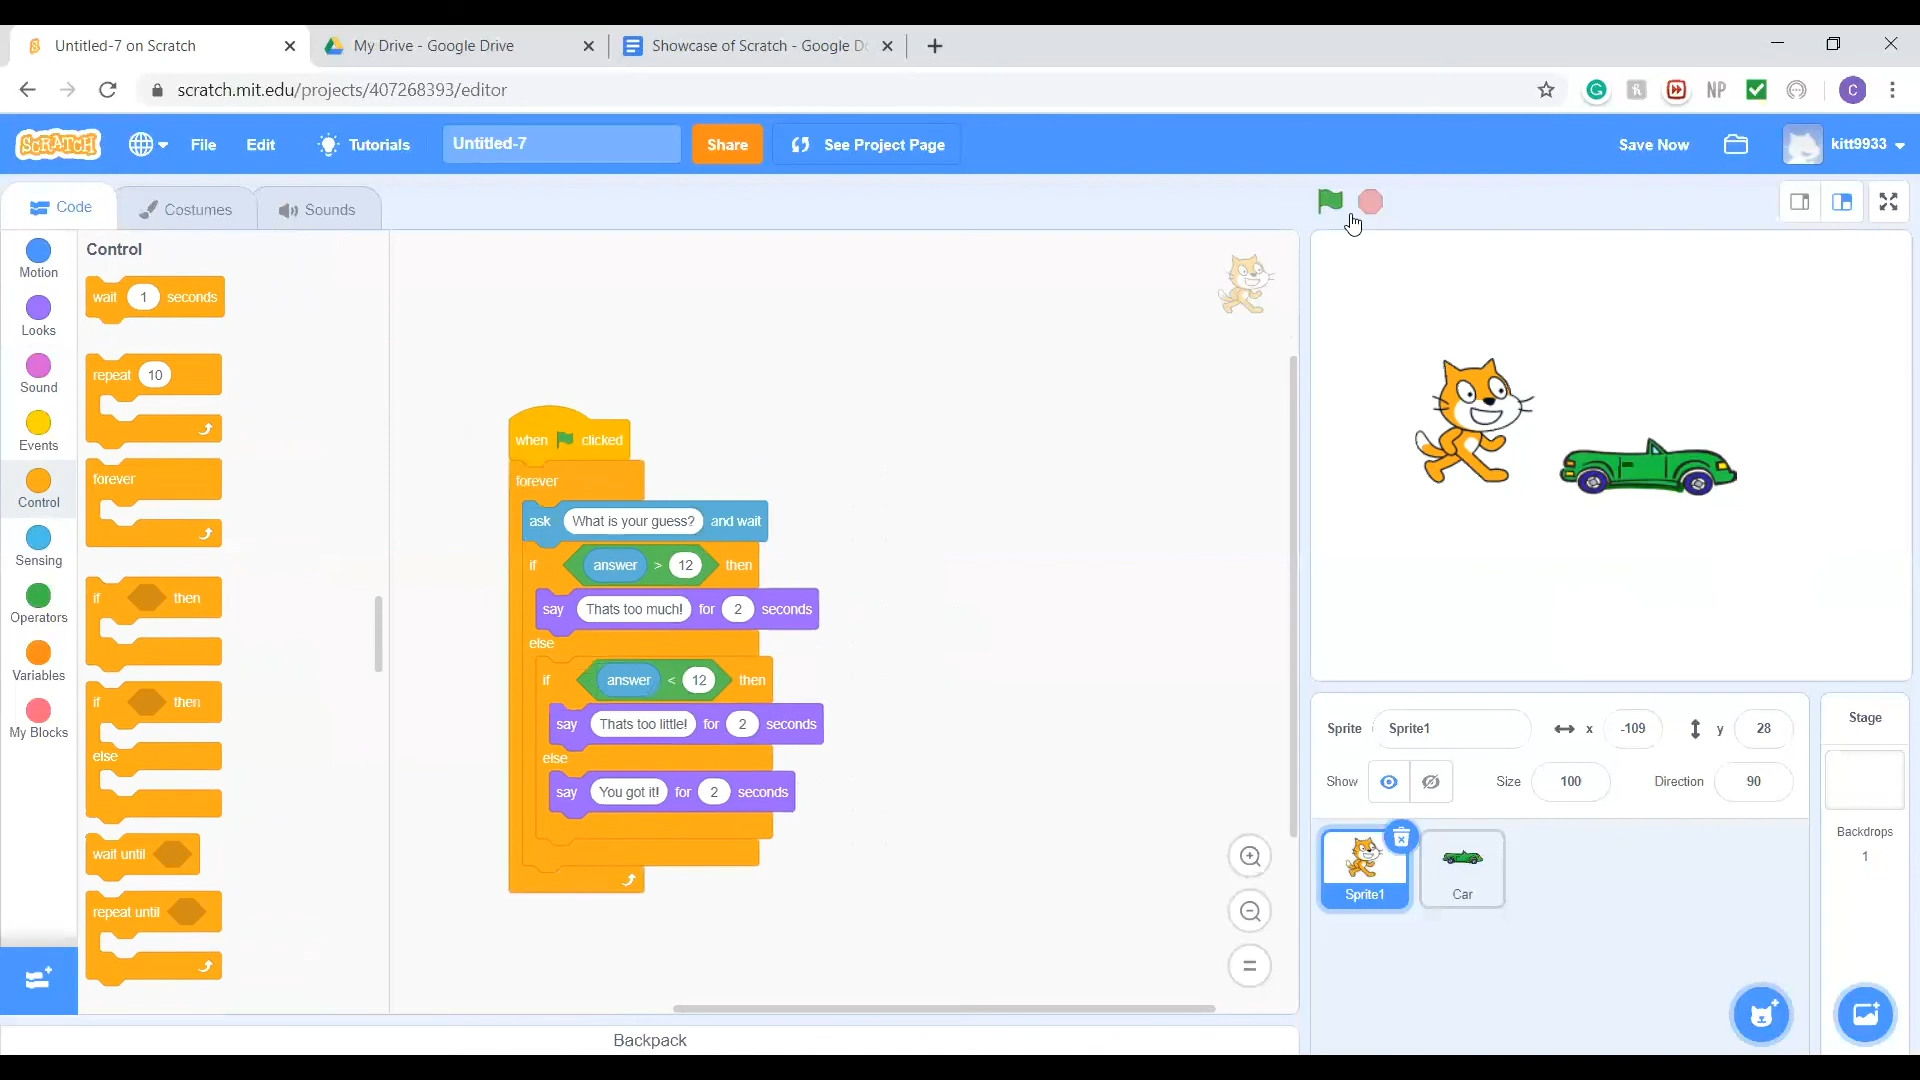 Untitled-7 on Scratch
My Drive - Google Drive
Showcase of Scratch - Google D
scratch.mit.edu/projects/407268393/editor
NP
C
SCRATCH
File
Edit
Tutorials
Untitled-7
Share
See Project Page
Save Now
kitt9933
Code
Costumes
Sounds
Motion
Looks
Sound
Events
Control
Sensing
Operators
Variables
My Blocks
Control
wait 1 seconds
repeat 10
forever
if then
if then
else
wait until
repeat until
when clicked
forever
ask What is your guess? and wait
if answer > 12 then
say Thats too much! for 2 seconds
else
if answer < 12 then
say Thats too little! for 2 seconds
else
say You got it! for 2 seconds
Backpack
Sprite Sprite1 x -109 y 28
Show Size 100 Direction 90
Sprite1
Car
Stage
Backdrops
1